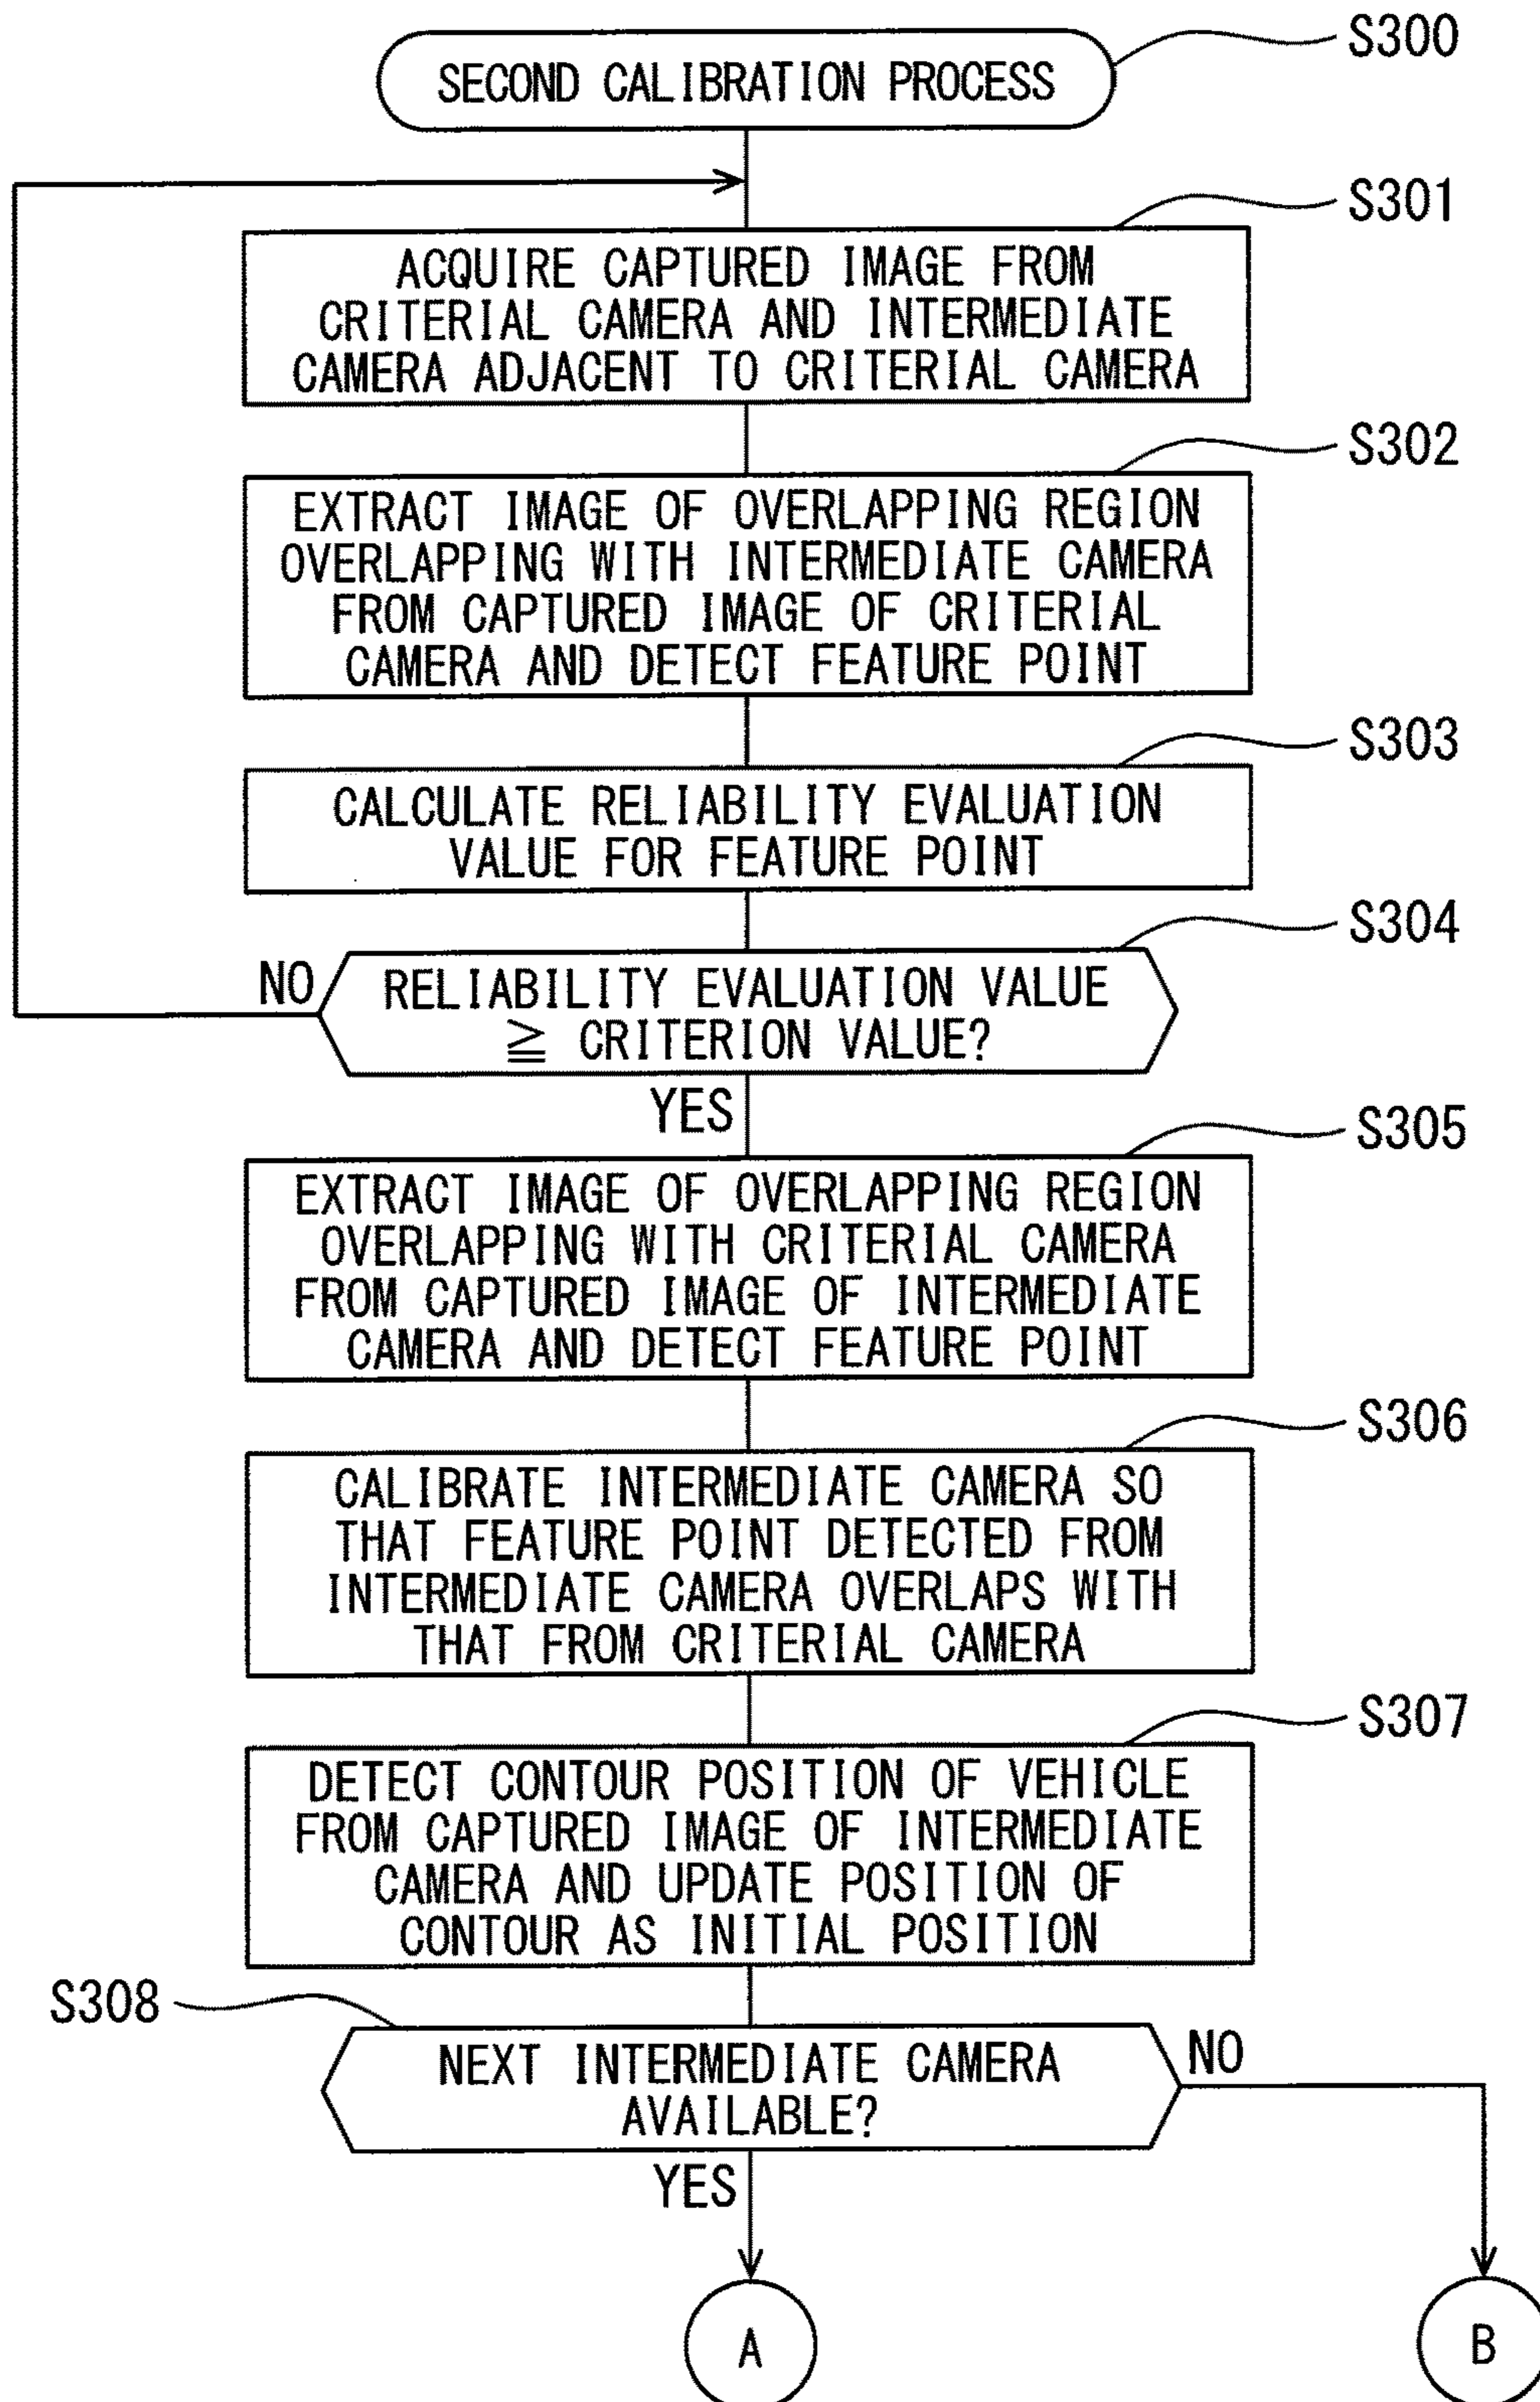 S300
SECOND CALIBRATION PROCESS
S301
ACQUIRE CAPTURED IMAGE FROM
CRITERIAL CAMERA AND INTERMEDIATE
CAMERA ADJACENT TO CRITERIAL CAMERA
S302
EXTRACT IMAGE OF OVERLAPPING REGION
OVERLAPPING WITH INTERMEDIATE CAMERA
FROM CAPTURED IMAGE OF CRITERIAL
CAMERA AND DETECT FEATURE POINT
S303
CALCULATE RELIABILITY EVALUATION
VALUE FOR FEATURE POINT
S304
NO
RELIABILITY EVALUATION VALUE
≧ CRITERION VALUE?
YES
S305
EXTRACT IMAGE OF OVERLAPPING REGION
OVERLAPPING WITH CRITERIAL CAMERA
FROM CAPTURED IMAGE OF INTERMEDIATE
CAMERA AND DETECT FEATURE POINT
S306
CALIBRATE INTERMEDIATE CAMERA SO
THAT FEATURE POINT DETECTED FROM
INTERMEDIATE CAMERA OVERLAPS WITH
THAT FROM CRITERIAL CAMERA
S307
DETECT CONTOUR POSITION OF VEHICLE
FROM CAPTURED IMAGE OF INTERMEDIATE
CAMERA AND UPDATE POSITION OF
CONTOUR AS INITIAL POSITION
S308
NEXT INTERMEDIATE CAMERA
AVAILABLE?
NO
YES
A
B